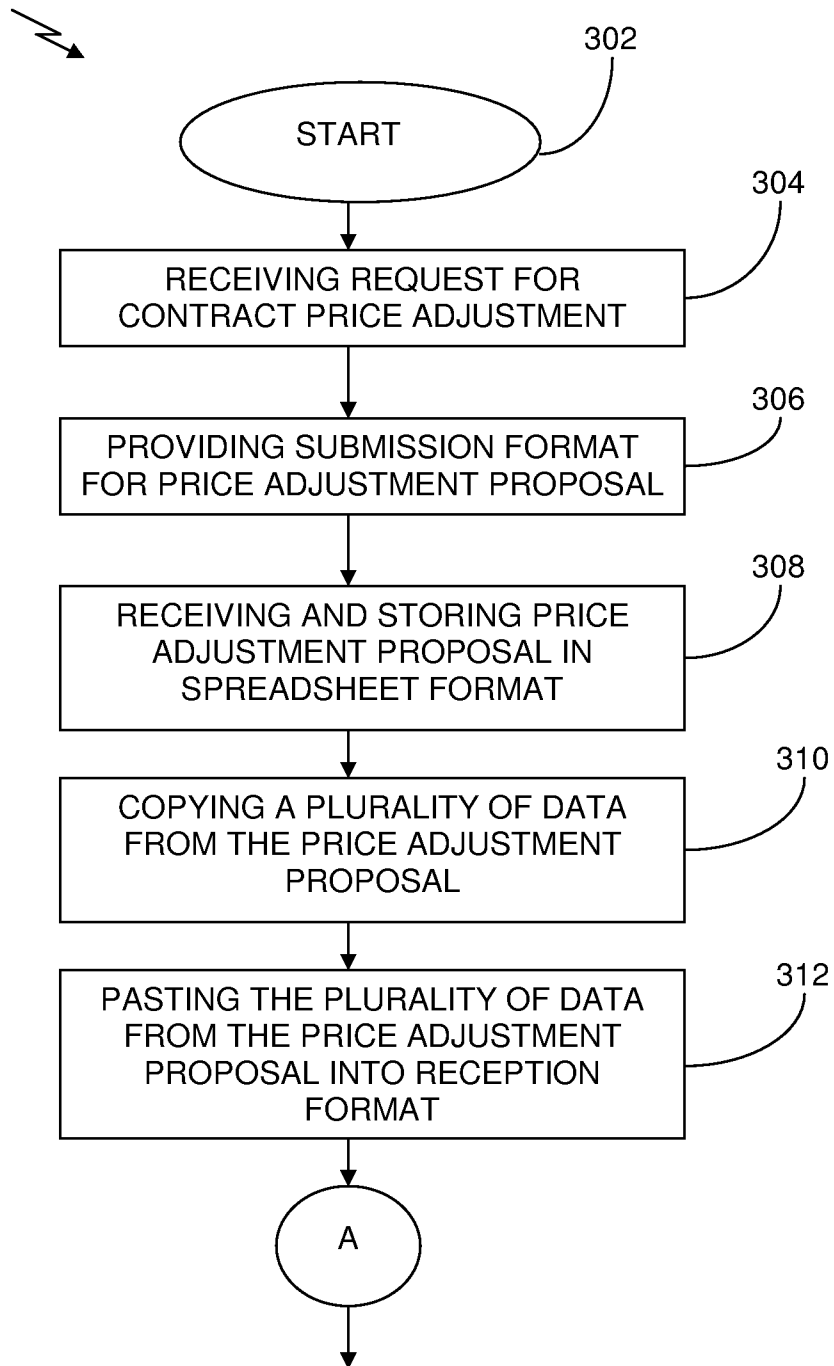 302
START
304
RECEIVING REQUEST FOR
CONTRACT PRICE ADJUSTMENT
306
PROVIDING SUBMISSION FORMAT
FOR PRICE ADJUSTMENT PROPOSAL
308
RECEIVING AND STORING PRICE
ADJUSTMENT PROPOSAL IN
SPREADSHEET FORMAT
310
COPYING A PLURALITY OF DATA
FROM THE PRICE ADJUSTMENT
PROPOSAL
312
PASTING THE PLURALITY OF DATA
FROM THE PRICE ADJUSTMENT
PROPOSAL INTO RECEPTION
FORMAT
A